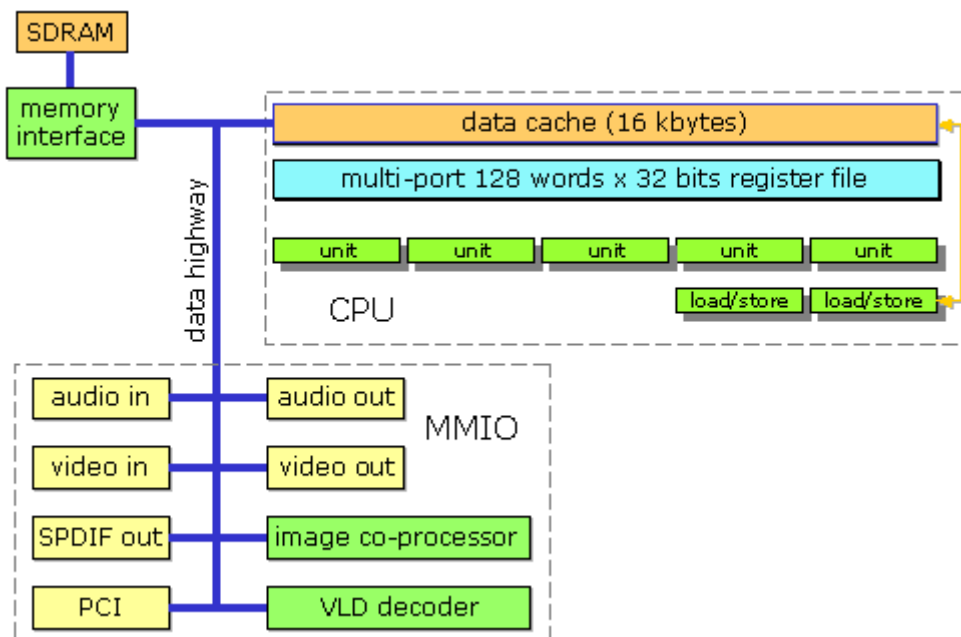 SDRAM
memory
interface
data cache (16 kbytes)
multi-port 128 words x 32 bits register file
unit unit unit unit unit
load/store load/store
CPU
data highway
audio in audio out
MMIO
video in video out
SPDIF out image co-processor
PCI VLD decoder